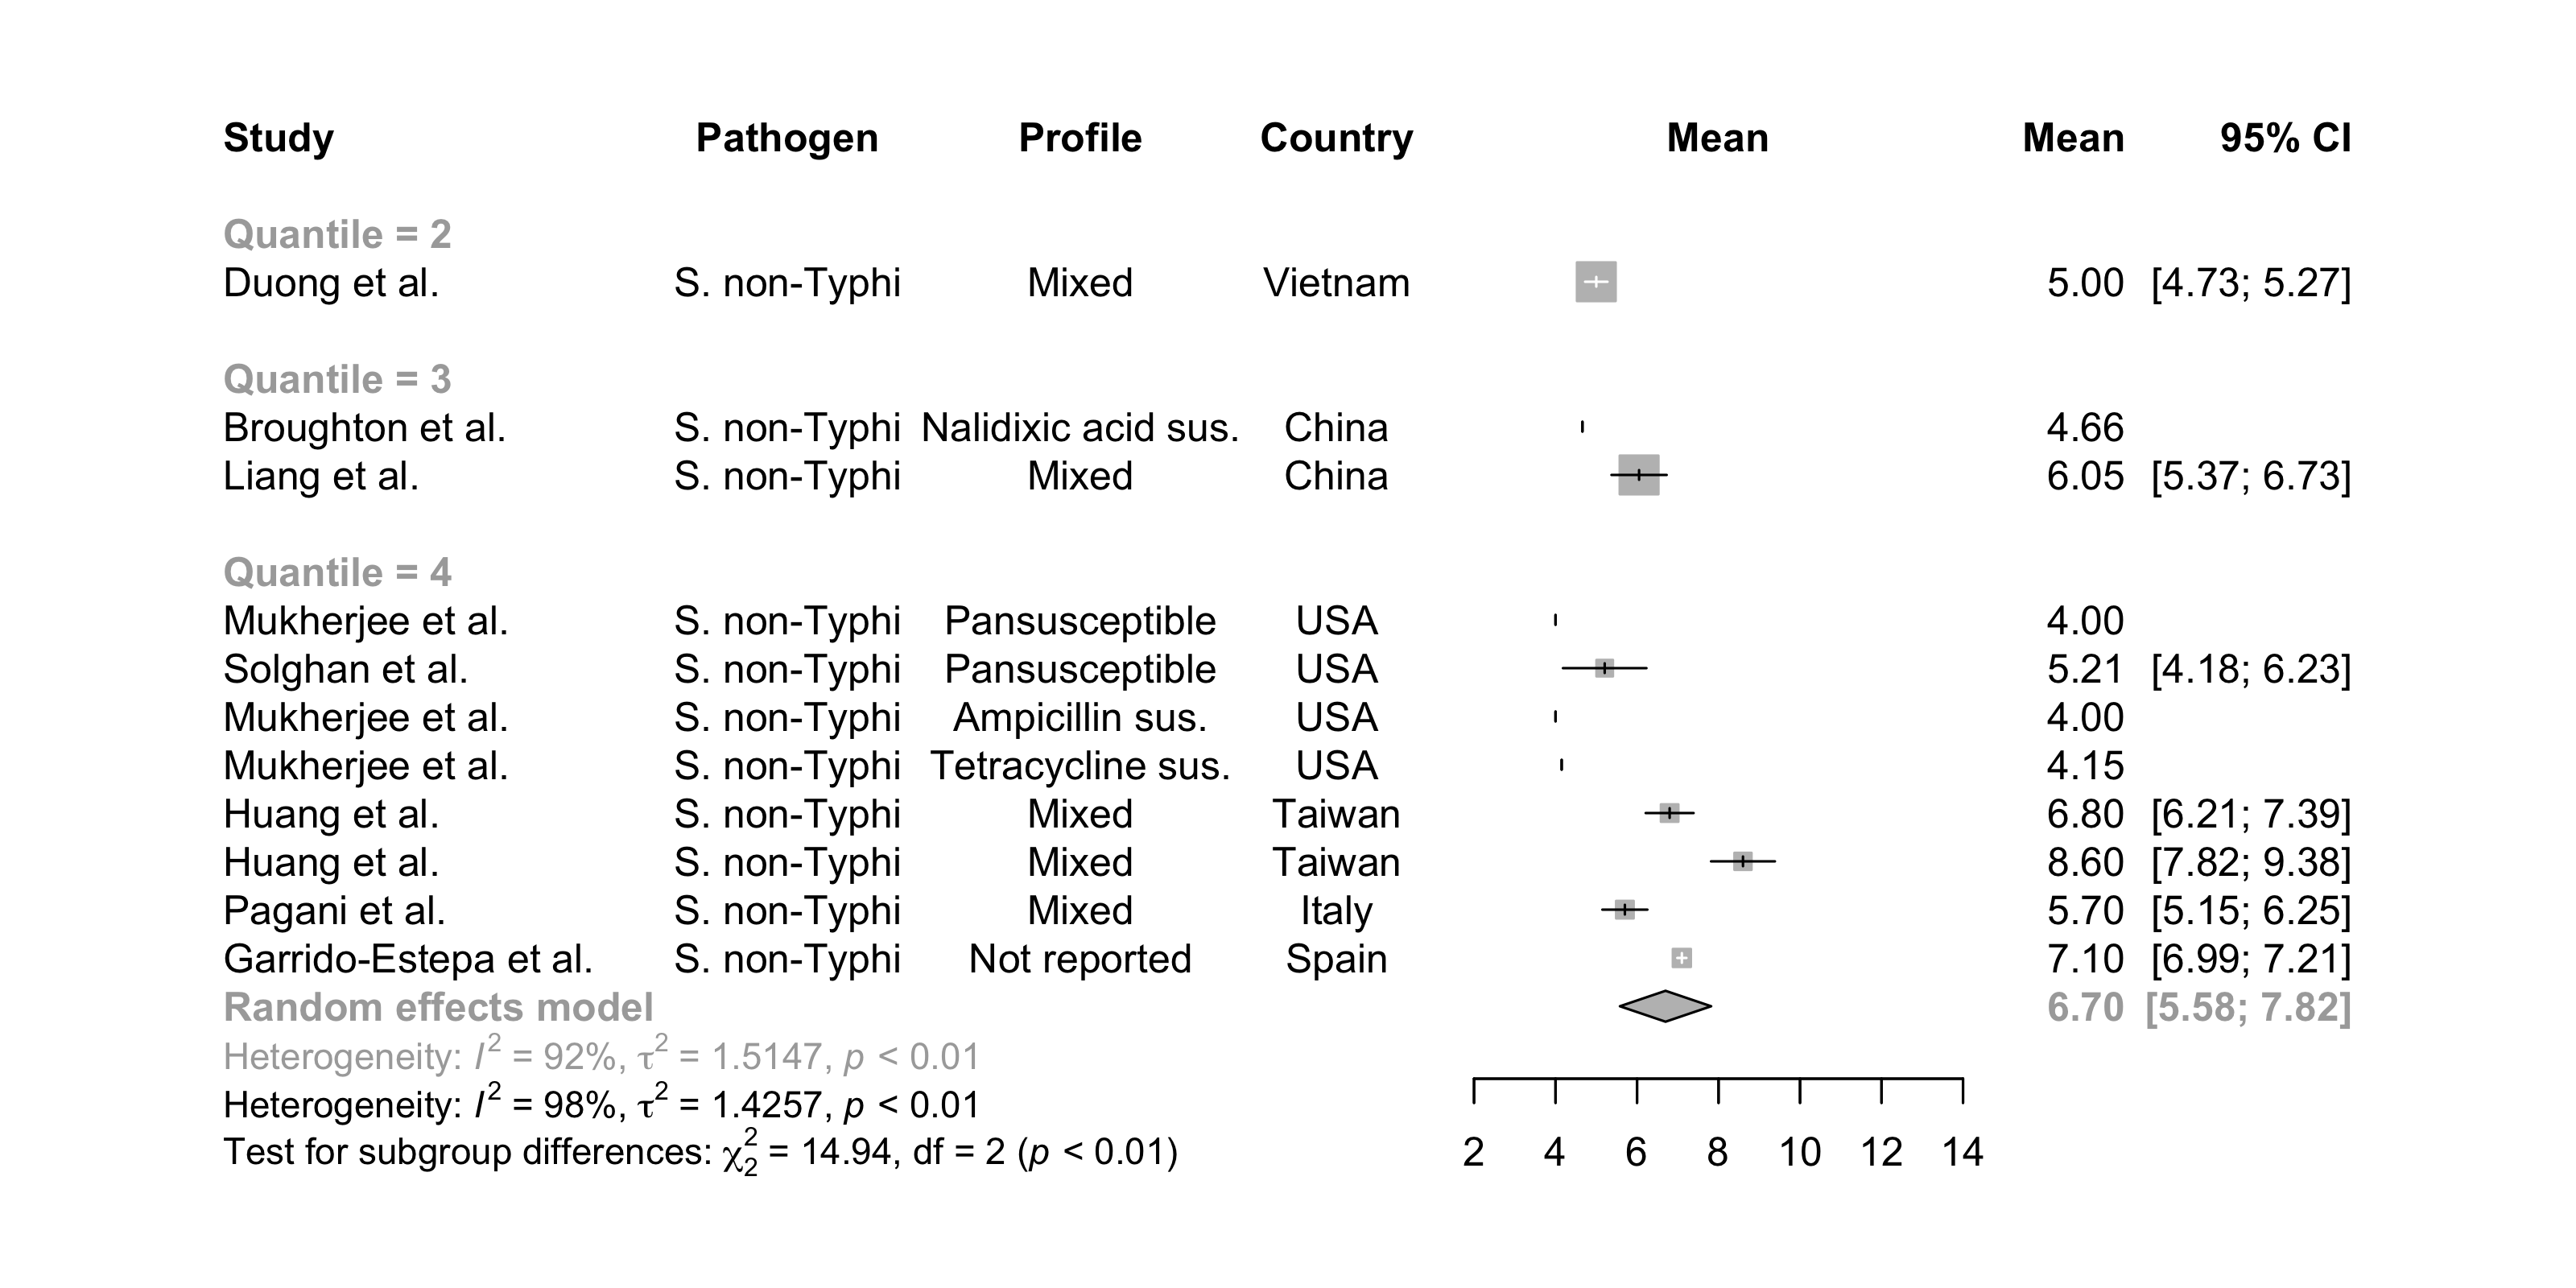 Study Pathogen Profile Country Mean Mean 95% CI
Quantile = 2
Duong et al. S. non-Typhi Mixed Vietnam 5.00 [4.73; 5.27]
Quantile = 3
Broughton et al. S. non-Typhi Nalidixic acid sus. China 4.66
Liang et al. S. non-Typhi Mixed China 6.05 [5.37; 6.73]
Quantile = 4
Mukherjee et al. S. non-Typhi Pansusceptible USA 4.00
Solghan et al. S. non-Typhi Pansusceptible USA 5.21 [4.18; 6.23]
Mukherjee et al. S. non-Typhi Ampicillin sus. USA 4.00
Mukherjee et al. S. non-Typhi Tetracycline sus. USA 4.15
Huang et al. S. non-Typhi Mixed Taiwan 6.80 [6.21; 7.39]
Huang et al. S. non-Typhi Mixed Taiwan 8.60 [7.82; 9.38]
Pagani et al. S. non-Typhi Mixed Italy 5.70 [5.15; 6.25]
Garrido-Estepa et al. S. non-Typhi Not reported Spain 7.10 [6.99; 7.21]
Random effects model 6.70 [5.58; 7.82]
Heterogeneity: I² = 92%, τ² = 1.5147, p < 0.01
Heterogeneity: I² = 98%, τ² = 1.4257, p < 0.01
Test for subgroup differences: χ²₂ = 14.94, df = 2 (p < 0.01)
2 4 6 8 10 12 14